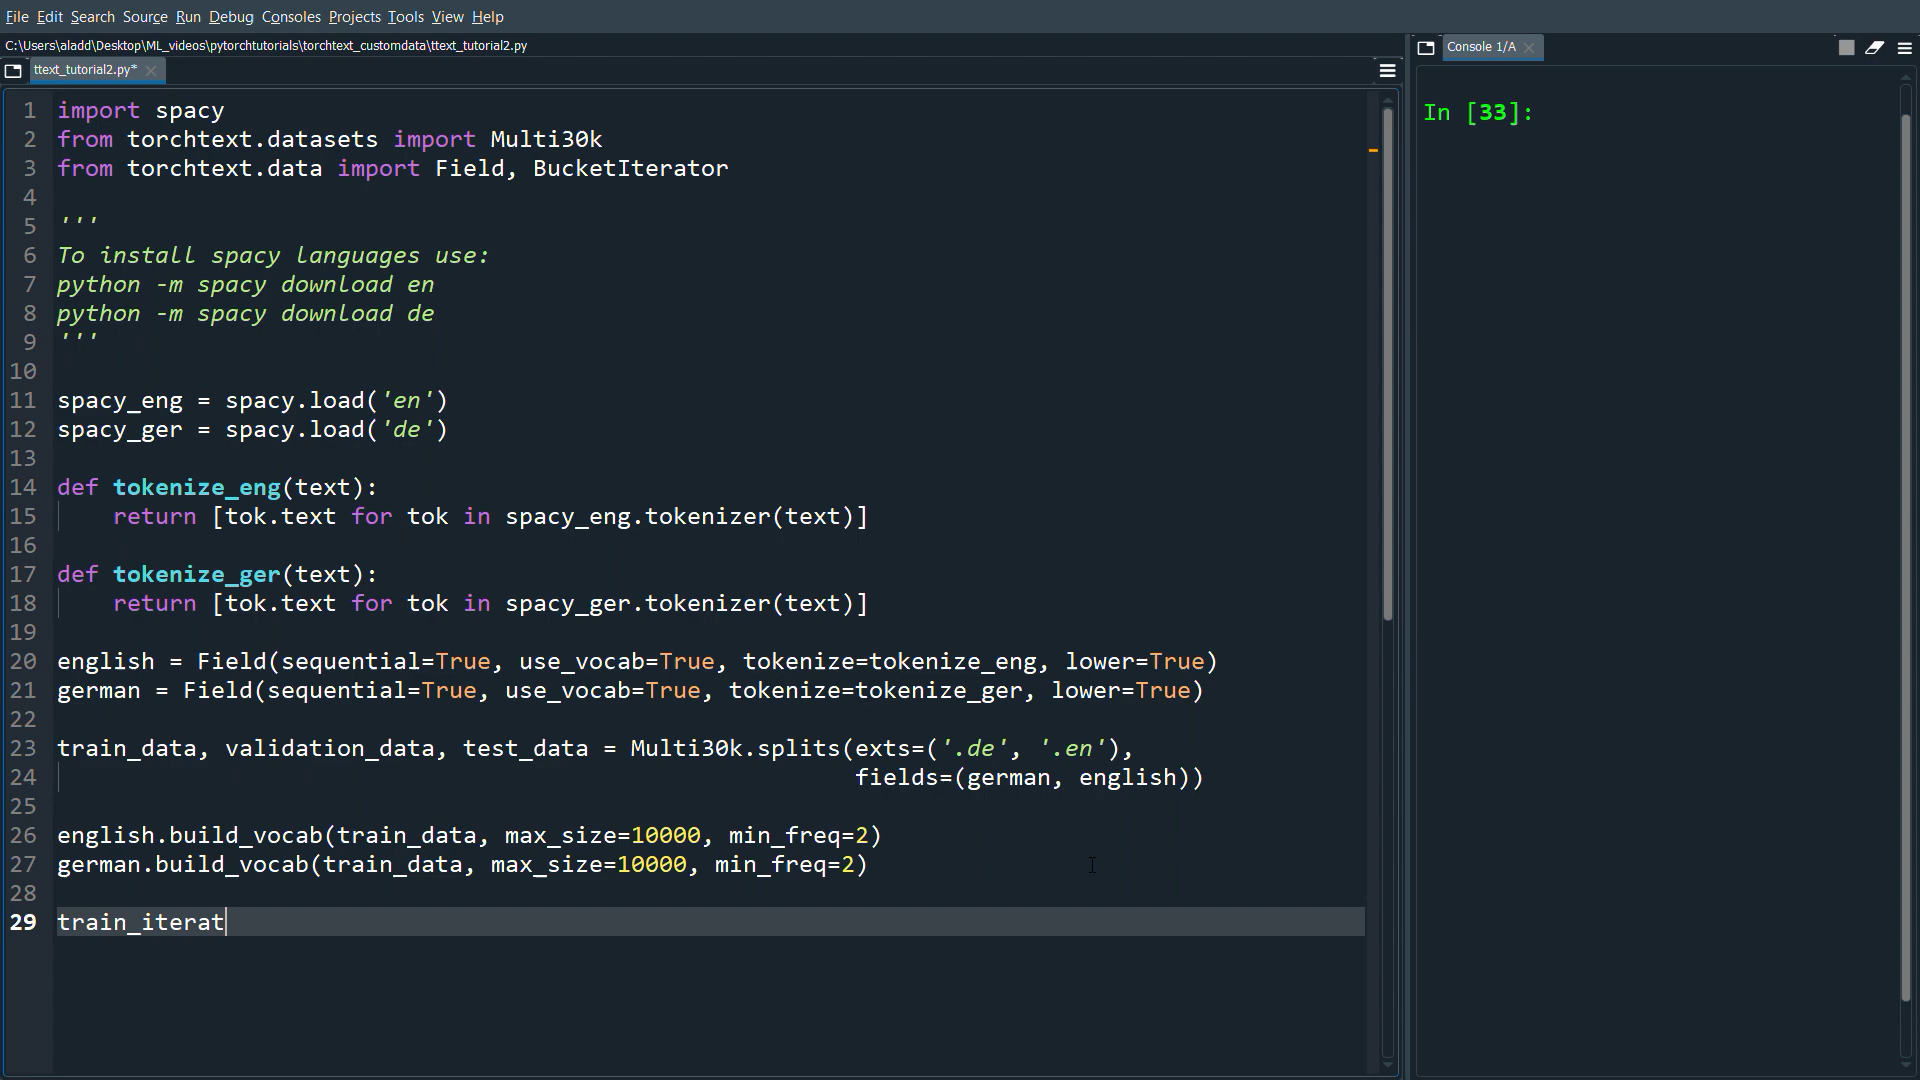 File Edit Search Source Run Debug Consoles Projects Tools View Help
C:\Users\aladd\Desktop\ML_videos\pytorchtutorials\torchtext_customdata\ttext_tutorial2.py
ttext_tutorial2.py*
1 import spacy
2 from torchtext.datasets import Multi30k
3 from torchtext.data import Field, BucketIterator
4
5 '''
6 To install spacy languages use:
7 python -m spacy download en
8 python -m spacy download de
9 '''
10
11 spacy_eng = spacy.load('en')
12 spacy_ger = spacy.load('de')
13
14 def tokenize_eng(text):
15     return [tok.text for tok in spacy_eng.tokenizer(text)]
16
17 def tokenize_ger(text):
18     return [tok.text for tok in spacy_ger.tokenizer(text)]
19
20 english = Field(sequential=True, use_vocab=True, tokenize=tokenize_eng, lower=True)
21 german = Field(sequential=True, use_vocab=True, tokenize=tokenize_ger, lower=True)
22
23 train_data, validation_data, test_data = Multi30k.splits(exts=('.de', '.en'),
24                                                          fields=(german, english))
25
26 english.build_vocab(train_data, max_size=10000, min_freq=2)
27 german.build_vocab(train_data, max_size=10000, min_freq=2)
28
29 train_iterat
Console 1/A
In [33]: